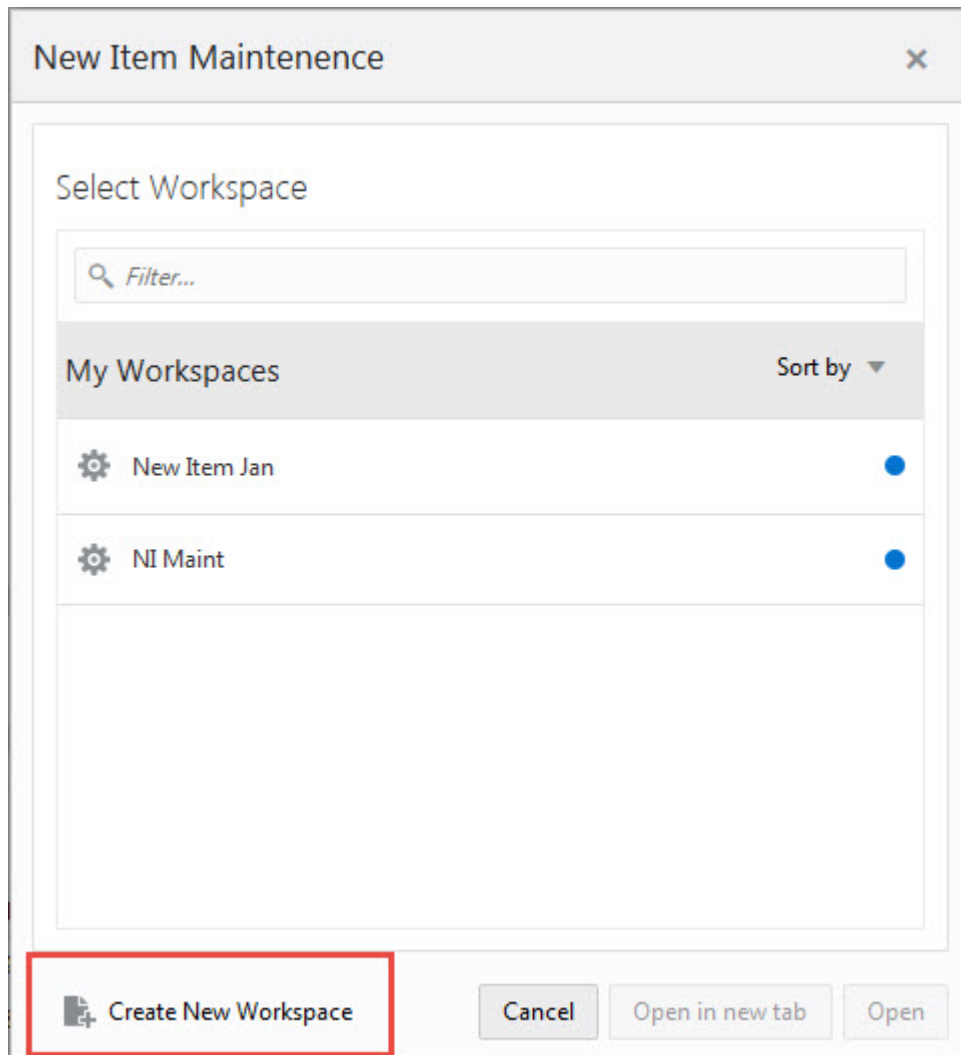 New Item Maintenence
Select Workspace
Filter...
My Workspaces Sort by
New Item Jan
NI Maint
Create New Workspace Cancel Open in new tab Open